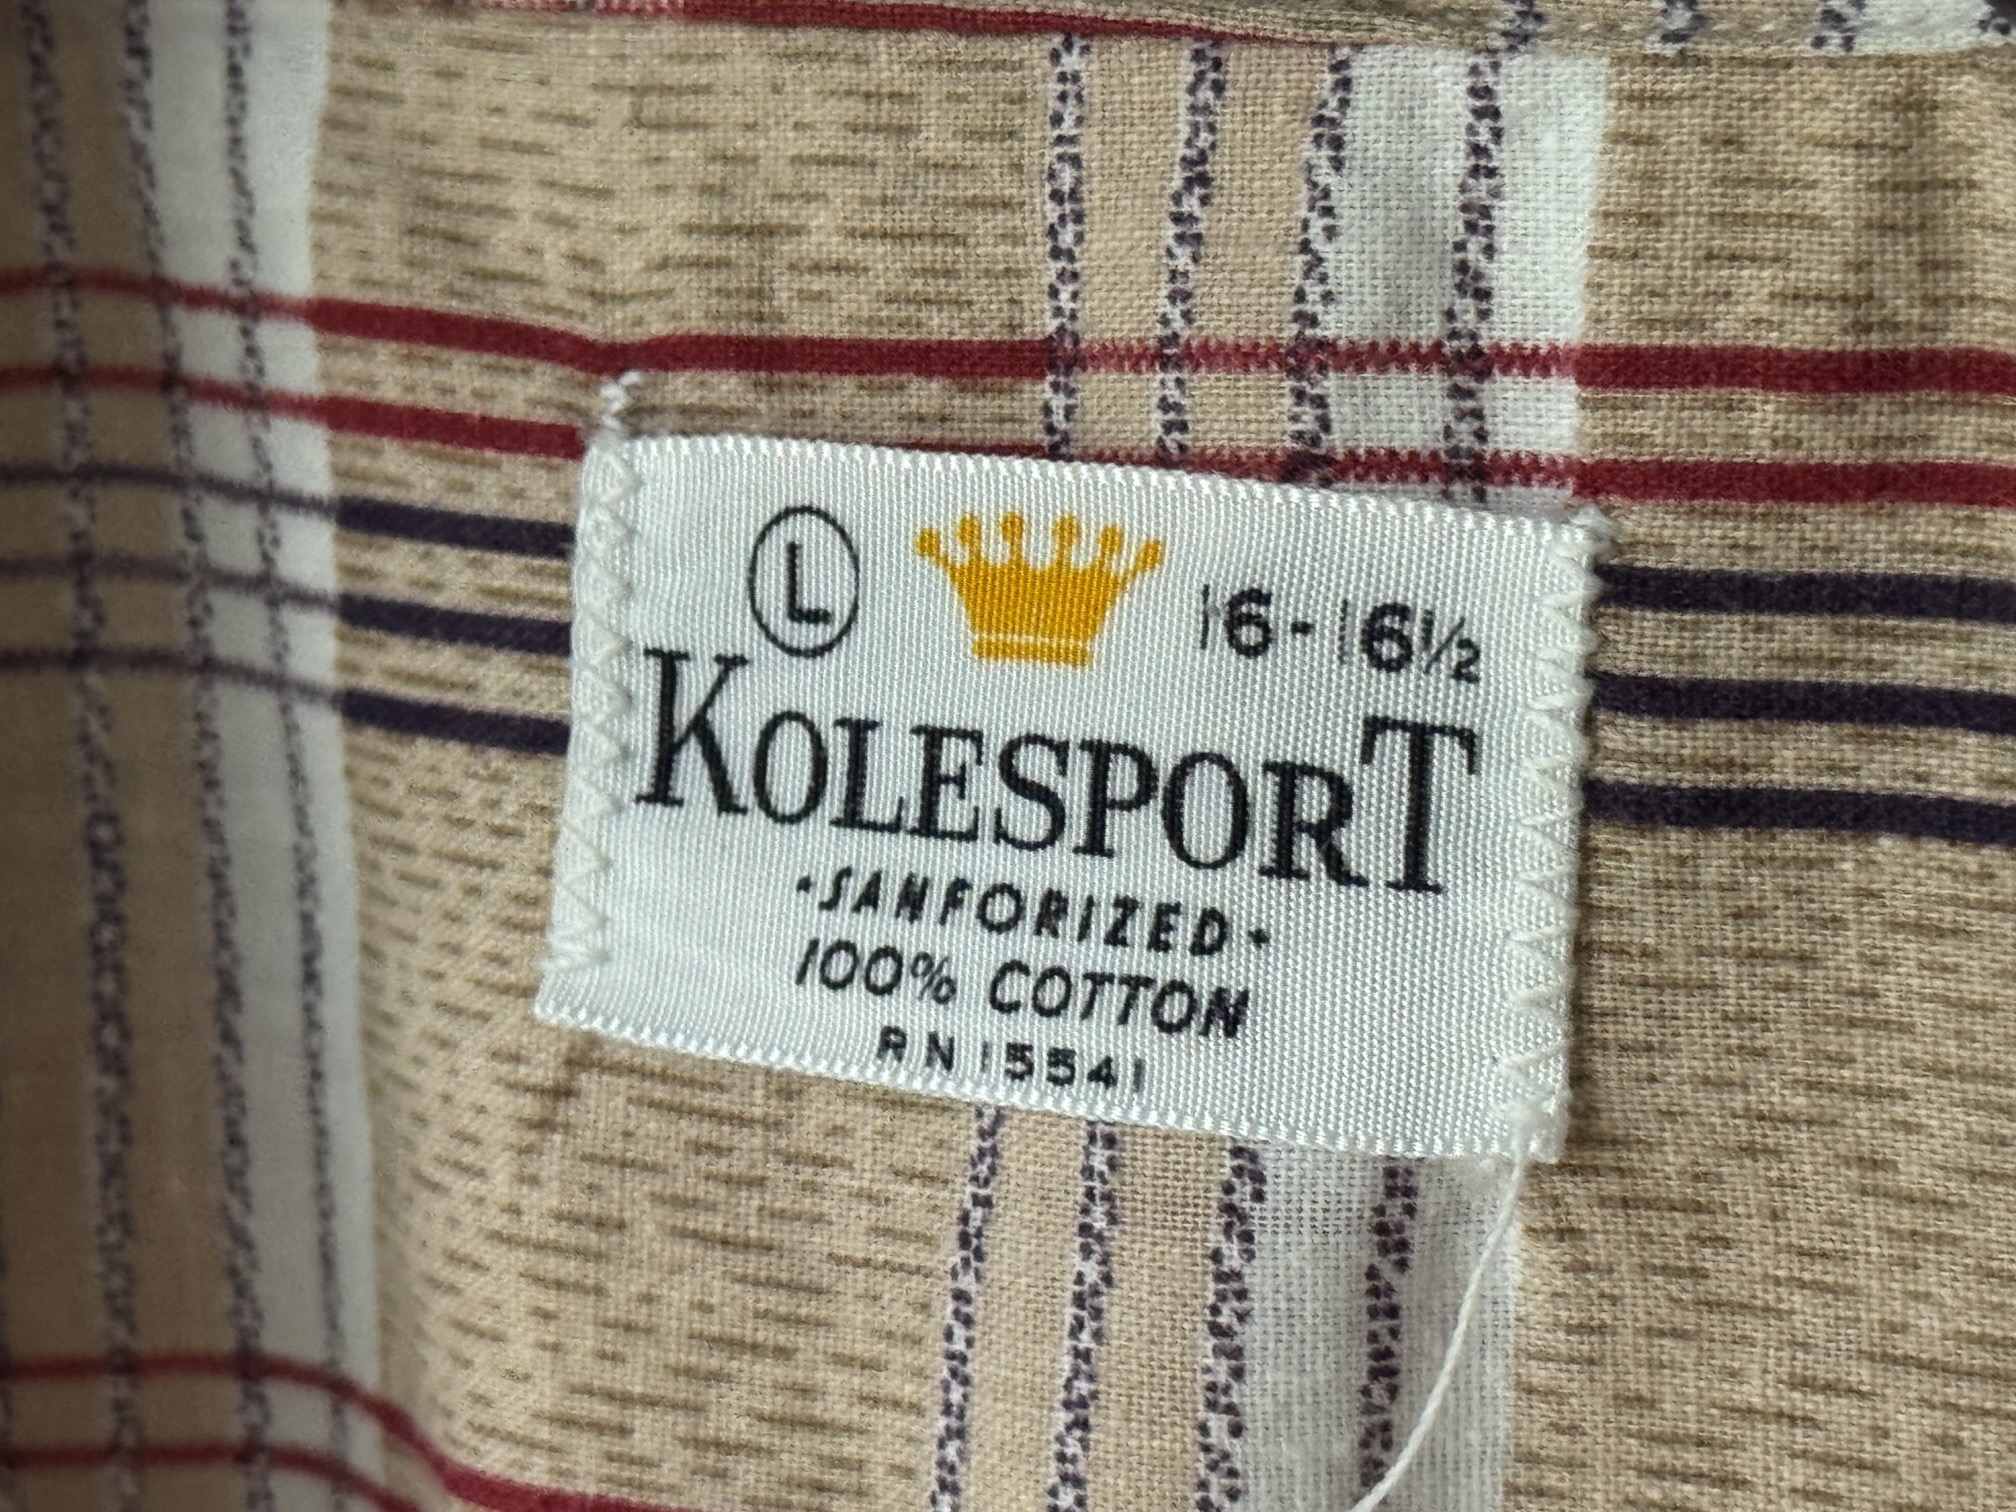 L 16-16½
KOLESPORT
•SANFORIZED•
100% COTTON
RN 15541